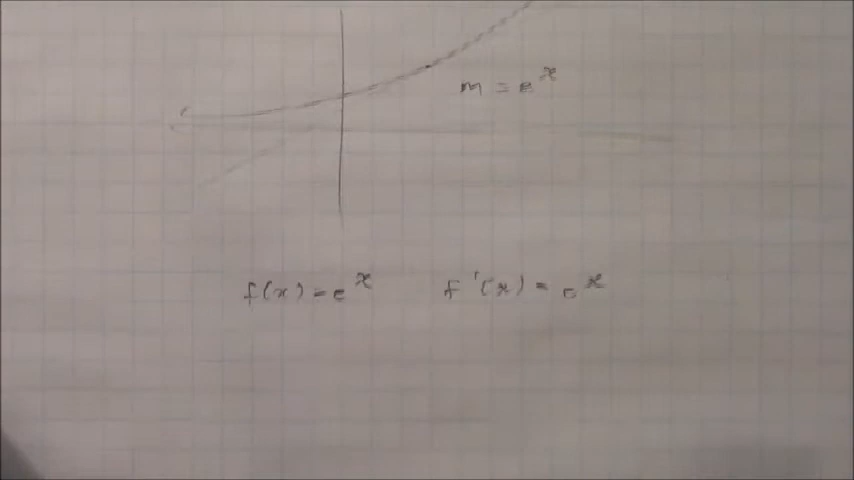 m = e^x
f(x) = e^x f'(x) = e^x